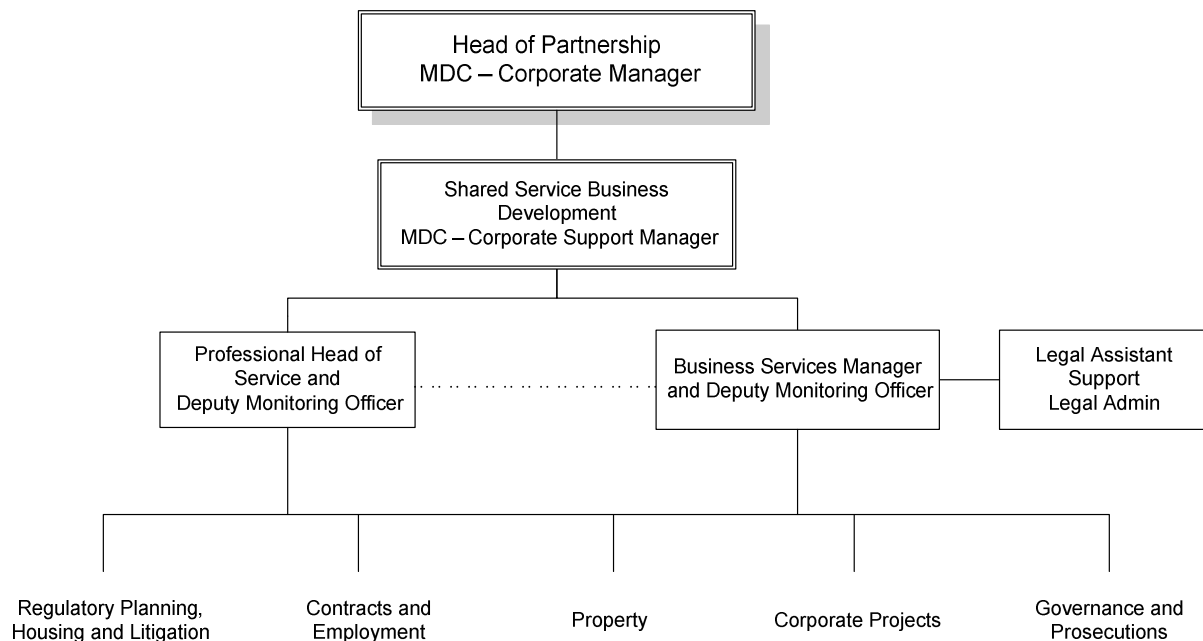 Head of Partnership
MDC – Corporate Manager
Shared Service Business
Development
MDC – Corporate Support Manager
Professional Head of
Service and
Deputy Monitoring Officer
Business Services Manager
and Deputy Monitoring Officer
Legal Assistant
Support
Legal Admin
Regulatory Planning,
Housing and Litigation
Contracts and
Employment
Property
Corporate Projects
Governance and
Prosecutions